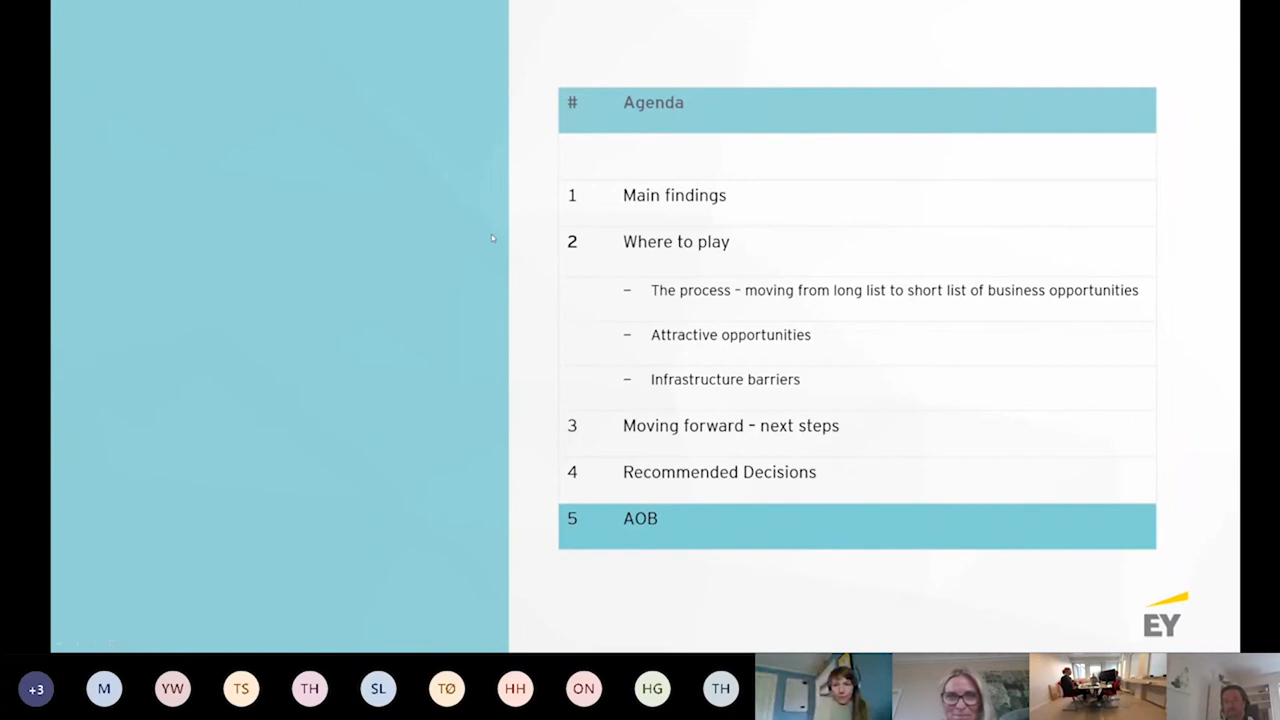 # Agenda
1 Main findings
2 Where to play
– The process – moving from long list to short list of business opportunities
– Attractive opportunities
– Infrastructure barriers
3 Moving forward – next steps
4 Recommended Decisions
5 AOB
EY
+3 M YW TS TH SL TØ HH ON HG TH